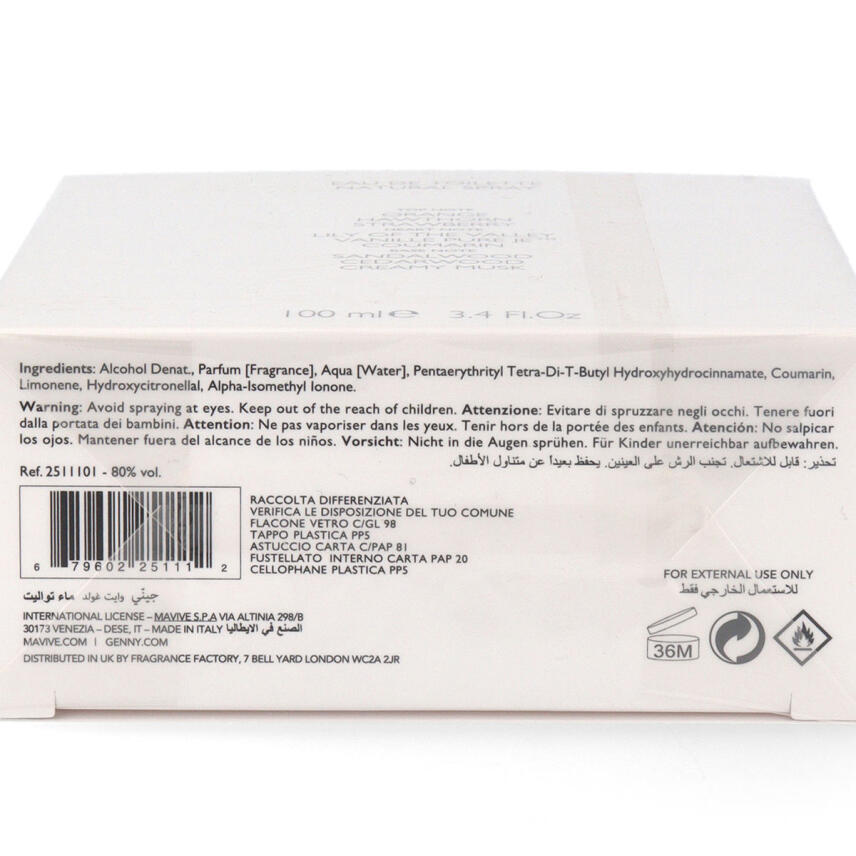 EAU DE TOILETTE
NATURAL SPRAY
TOP NOTE
ORANGE
HAWTHORN
STRAWBERRY
HEART NOTE
LILY OF THE VALLEY
VANILLE PURE JE™
COUMARIN
BASE NOTE
SANDALWOOD
CEDARWOOD
CREAMY MUSK
100 ml ℮ 3.4 Fl.Oz
Ingredients: Alcohol Denat., Parfum [Fragrance], Aqua [Water], Pentaerythrityl Tetra-Di-T-Butyl Hydroxyhydrocinnamate, Coumarin,
Limonene, Hydroxycitronellal, Alpha-Isomethyl Ionone.
Warning: Avoid spraying at eyes. Keep out of the reach of children. Attenzione: Evitare di spruzzare negli occhi. Tenere fuori
dalla portata dei bambini. Attention: Ne pas vaporiser dans les yeux. Tenir hors de la portée des enfants. Atención: No salpicar
los ojos. Mantener fuera del alcance de los niños. Vorsicht: Nicht in die Augen sprühen. Für Kinder unerreichbar aufbewahren.
تحذير: قابل للاشتعال. تجنب الرش على العينين. يحفظ بعيداً عن متناول الأطفال.
Ref. 2511101 - 80% vol.
RACCOLTA DIFFERENZIATA
VERIFICA LE DISPOSIZIONE DEL TUO COMUNE
FLACONE VETRO C/GL 98
TAPPO PLASTICA PP5
ASTUCCIO CARTA C/PAP 81
FUSTELLATO INTERNO CARTA PAP 20
CELLOPHANE PLASTICA PP5
6 79602 25111 2
جينّي وايت غولد ماء تواليت
INTERNATIONAL LICENSE – MAVIVE S.P.A VIA ALTINIA 298/B
30173 VENEZIA – DESE, IT – MADE IN ITALY الصنع في الايطاليا
MAVIVE.COM | GENNY.COM
DISTRIBUTED IN UK BY FRAGRANCE FACTORY, 7 BELL YARD LONDON WC2A 2JR
FOR EXTERNAL USE ONLY
للاستعمال الخارجي فقط
36M